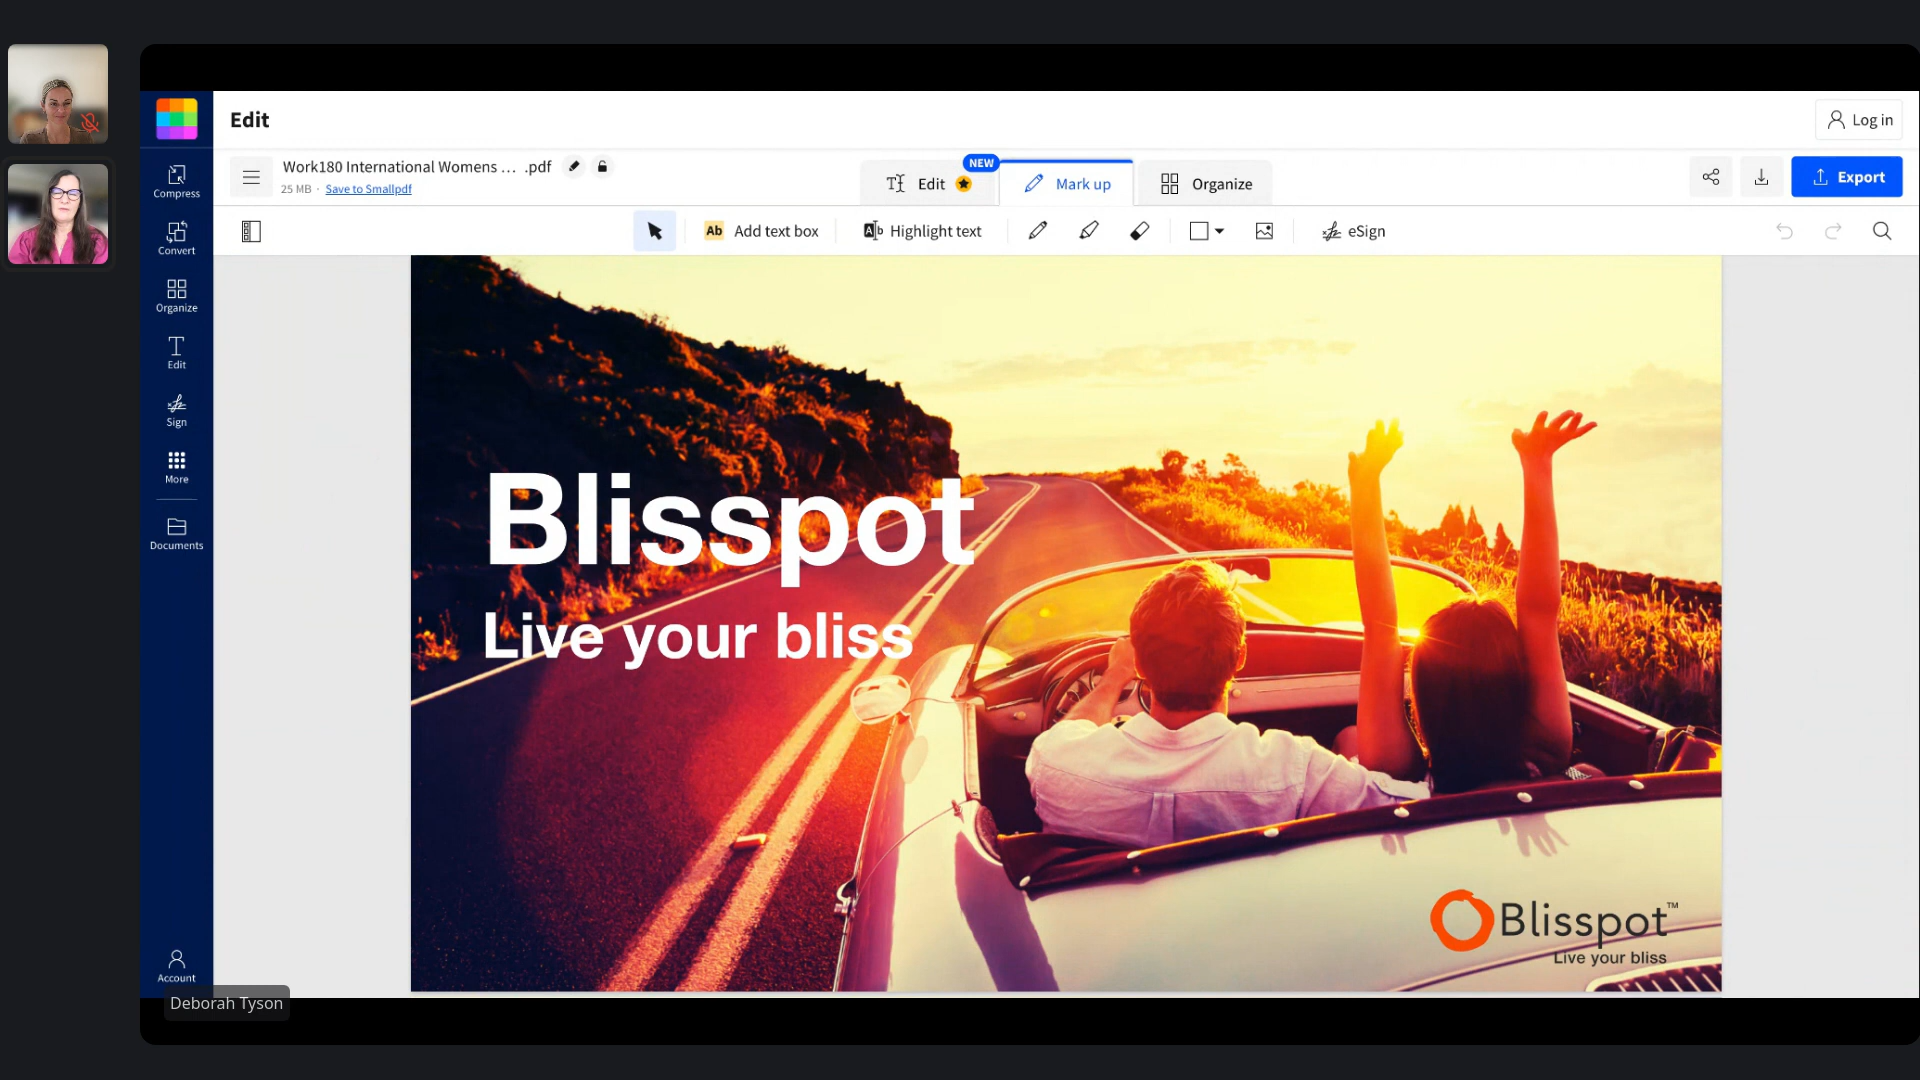 Edit
Log in
Work180 International Womens ... .pdf
25 MB · Save to Smallpdf
Edit
NEW
Mark up
Organize
Export
Ab Add text box
Highlight text
eSign
Compress
Convert
Organize
Edit
Sign
More
Documents
Account
Blisspot
Live your bliss
Blisspot™
Live your bliss
Deborah Tyson